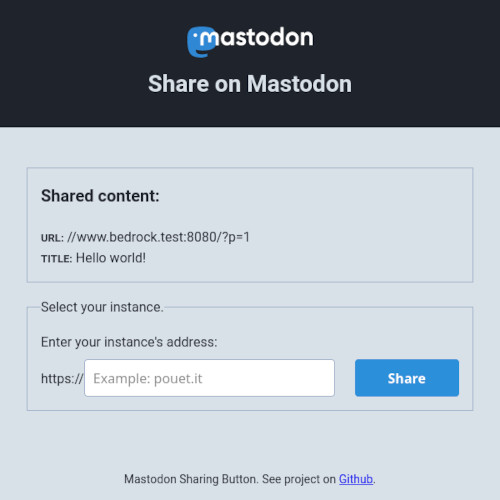 mastodon
Share on Mastodon
Shared content:
URL: //www.bedrock.test:8080/?p=1
TITLE: Hello world!
Select your instance.
Enter your instance's address:
https:// Example: pouet.it Share
Mastodon Sharing Button. See project on Github.